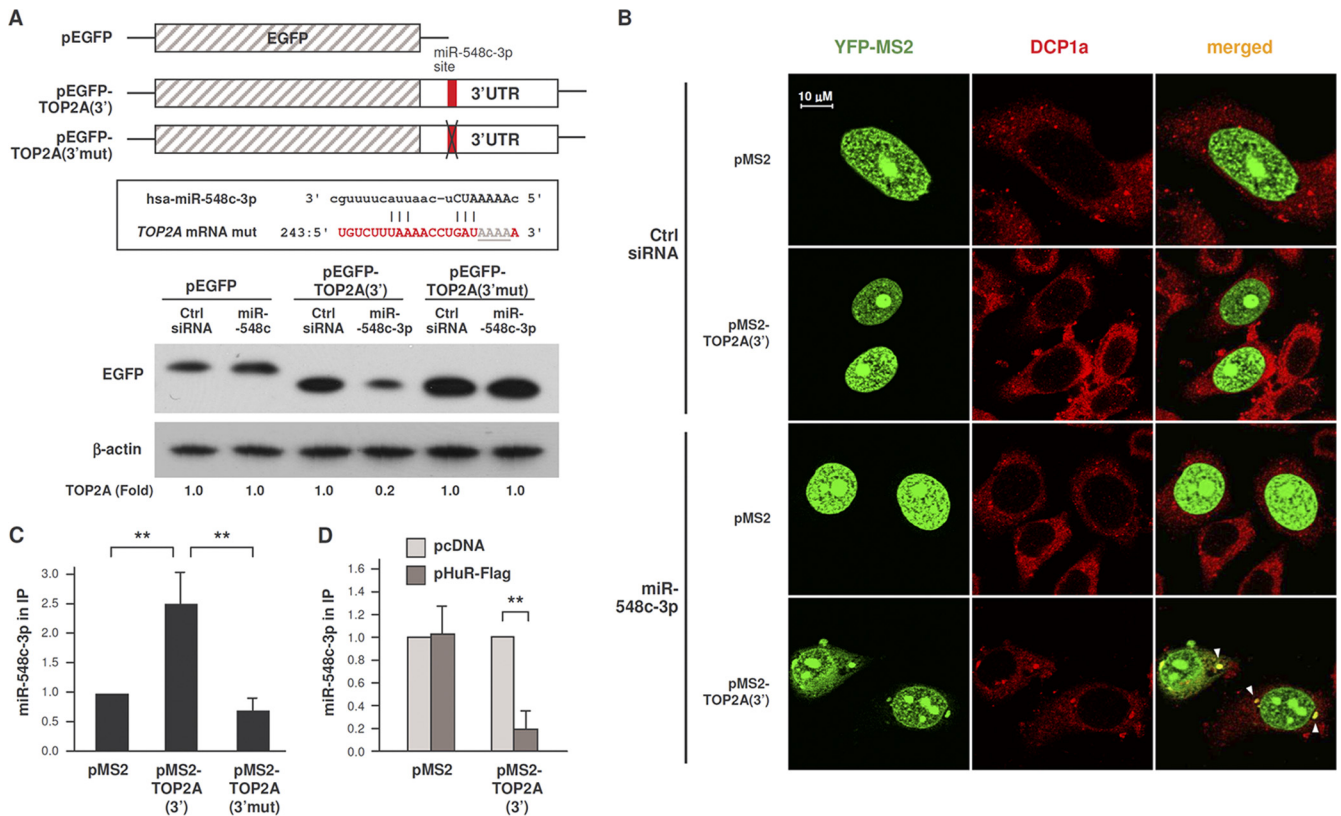 A
pEGFP
EGFP
miR-548c-3p
site
pEGFP-
TOP2A(3')
3'UTR
pEGFP-
TOP2A(3'mut)
3'UTR
hsa-miR-548c-3p 3' cguuuucauuaac-uCUAAAAAc 5'
TOP2A mRNA mut 243:5' UGUCUUUAAAACCUGAUAAAAA 3'
pEGFP
pEGFP-
TOP2A(3')
pEGFP-
TOP2A(3'mut)
Ctrl
siRNA
miR-
-548c
Ctrl
siRNA
miR-
-548c-3p
Ctrl
siRNA
miR-
-548c-3p
EGFP
β-actin
TOP2A (Fold) 1.0 1.0 1.0 0.2 1.0 1.0
B
YFP-MS2 DCP1a merged
10 µM
Ctrl
siRNA
pMS2
pMS2-
TOP2A(3')
miR-
548c-3p
pMS2
pMS2-
TOP2A(3')
C
** **
miR-548c-3p in IP
3.0
2.5
2.0
1.5
1.0
0.5
0.0
pMS2
pMS2-
TOP2A
(3')
pMS2-
TOP2A
(3'mut)
D
pcDNA
pHuR-Flag
**
miR-548c-3p in IP
1.6
1.4
1.2
1.0
0.8
0.6
0.4
0.2
0.0
pMS2
pMS2-
TOP2A
(3')